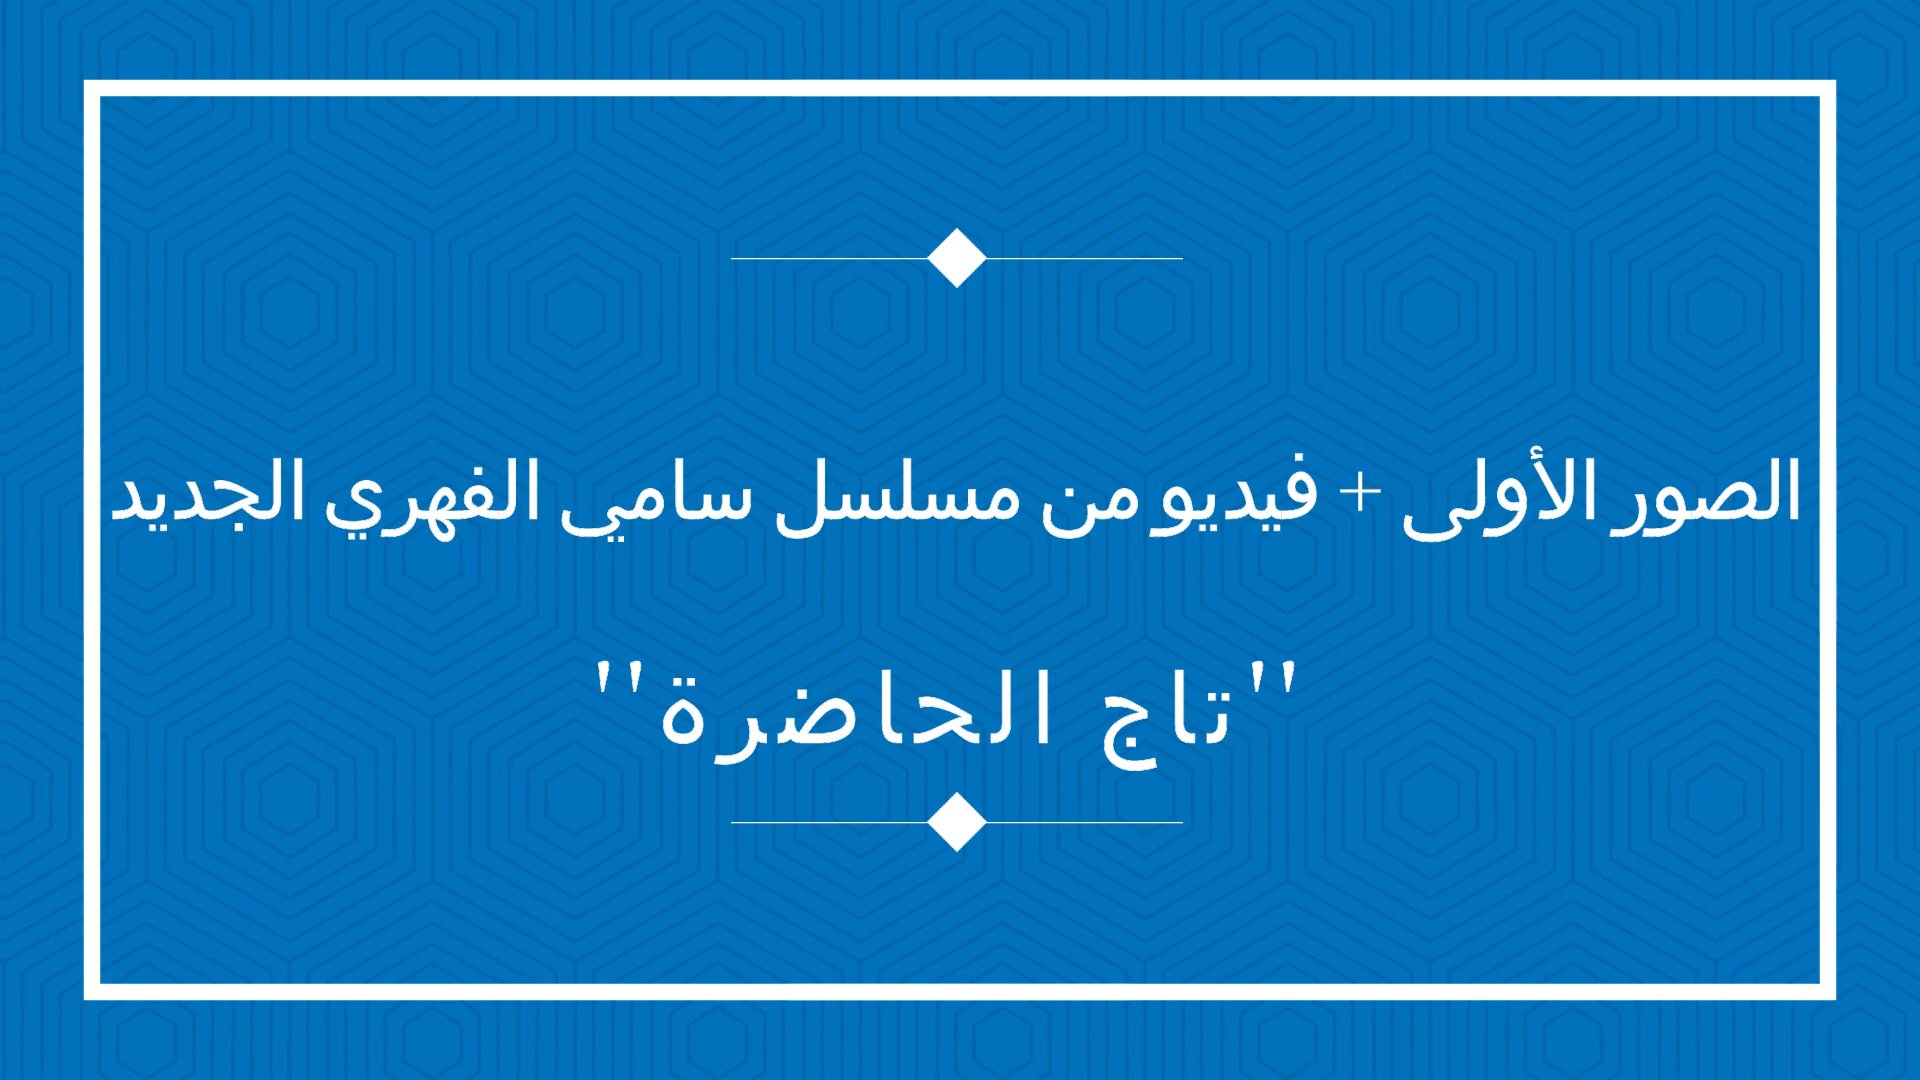 الصور الأولى + فيديو من مسلسل سامي الفهري الجديد
''تاج الحاضرة''